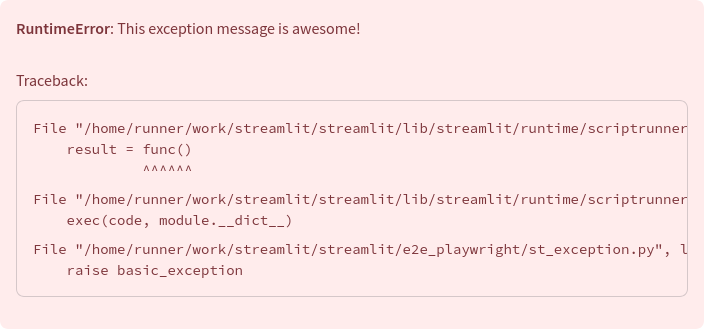 RuntimeError: This exception message is awesome!
Traceback:
File "/home/runner/work/streamlit/streamlit/lib/streamlit/runtime/scriptrunner
    result = func()
             ^^^^^^
File "/home/runner/work/streamlit/streamlit/lib/streamlit/runtime/scriptrunner
    exec(code, module.__dict__)
File "/home/runner/work/streamlit/streamlit/e2e_playwright/st_exception.py", l
    raise basic_exception